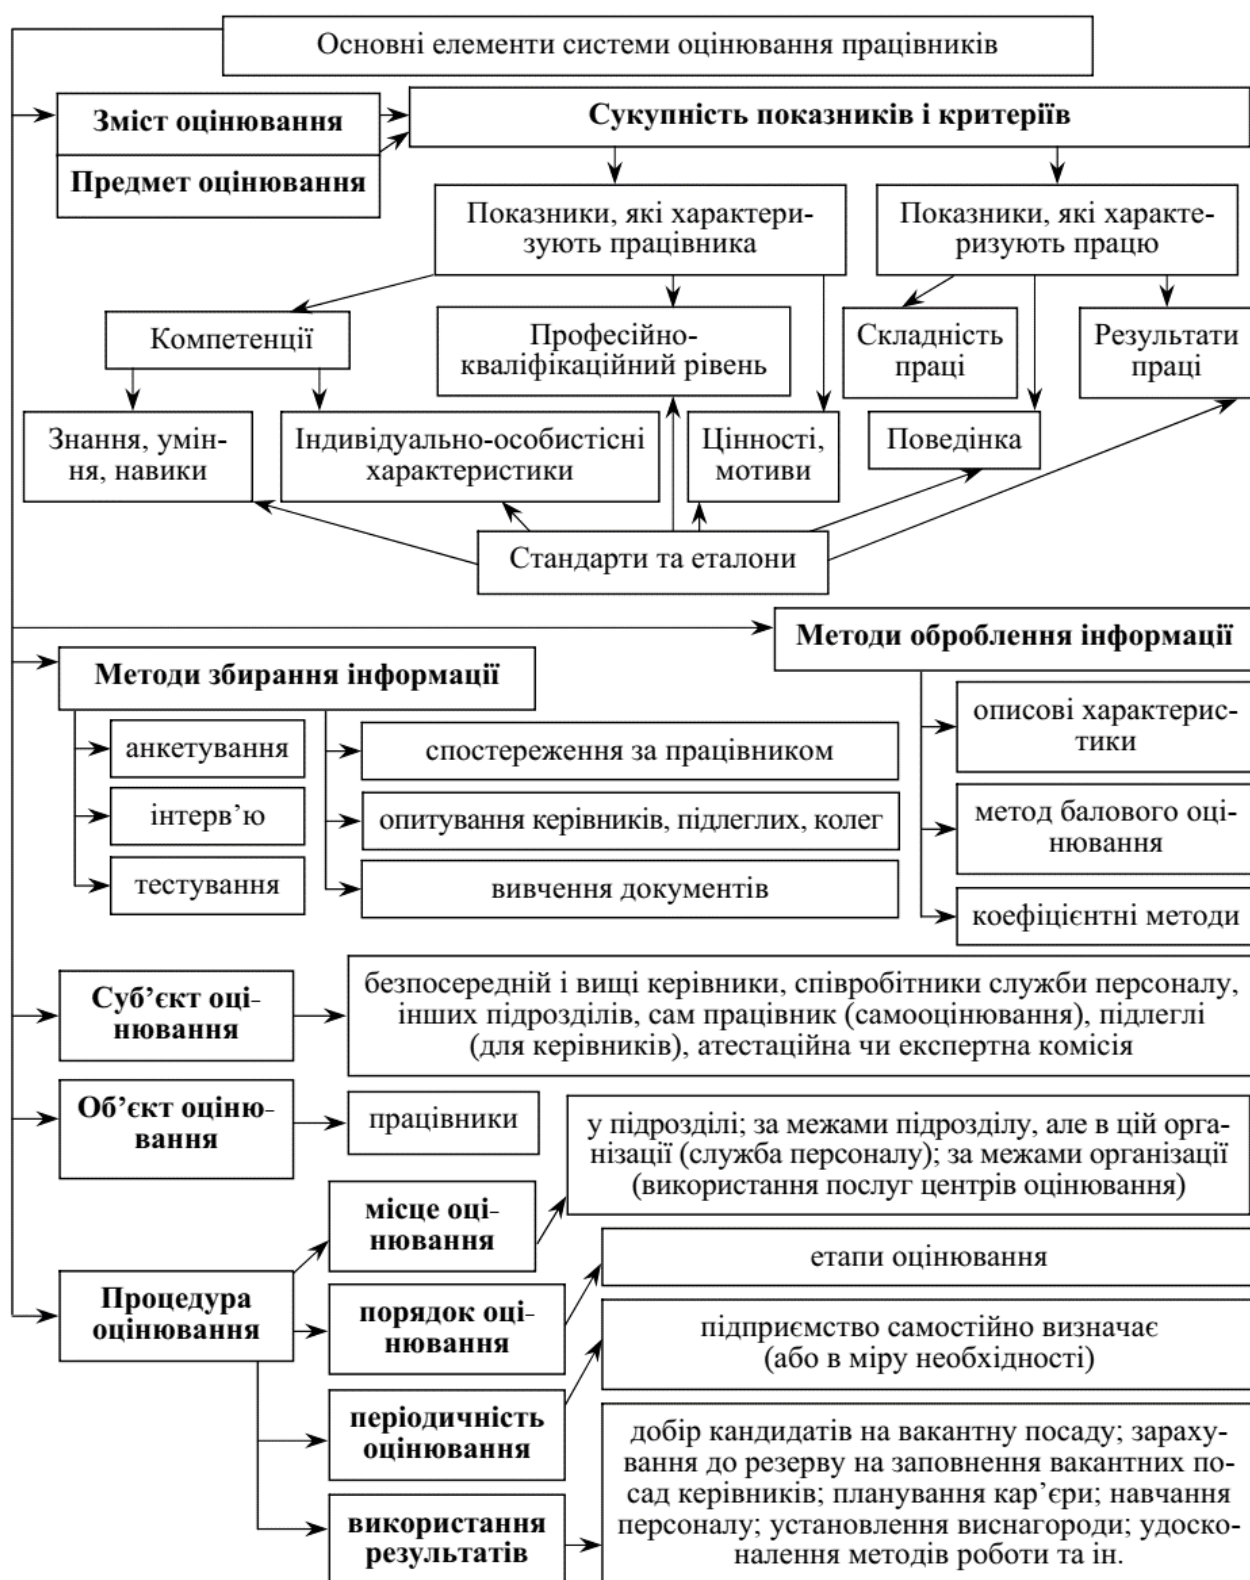 Основні елементи системи оцінювання працівників
Зміст оцінювання
Предмет оцінювання
Сукупність показників і критеріїв
Показники, які характери-
зують працівника
Показники, які характе-
ризують працю
Компетенції
Професійно-
кваліфікаційний рівень
Складність
праці
Результати
праці
Знання, умін-
ня, навики
Індивідуально-особистісні
характеристики
Цінності,
мотиви
Поведінка
Стандарти та еталони
Методи оброблення інформації
Методи збирання інформації
анкетування
інтерв’ю
тестування
спостереження за працівником
опитування керівників, підлеглих, колег
вивчення документів
описові характерис-
тики
метод балового оці-
нювання
коефіцієнтні методи
Суб’єкт оці-
нювання
безпосередній і вищі керівники, співробітники служби персоналу,
інших підрозділів, сам працівник (самооцінювання), підлеглі
(для керівників), атестаційна чи експертна комісія
Об’єкт оціню-
вання
працівники
Процедура
оцінювання
місце оці-
нювання
у підрозділі; за межами підрозділу, але в цій орга-
нізації (служба персоналу); за межами організації
(використання послуг центрів оцінювання)
порядок оці-
нювання
етапи оцінювання
періодичність
оцінювання
підприємство самостійно визначає
(або в міру необхідності)
використання
результатів
добір кандидатів на вакантну посаду; зараху-
вання до резерву на заповнення вакантних по-
сад керівників; планування кар’єри; навчання
персоналу; установлення виснагороди; удоско-
налення методів роботи та ін.